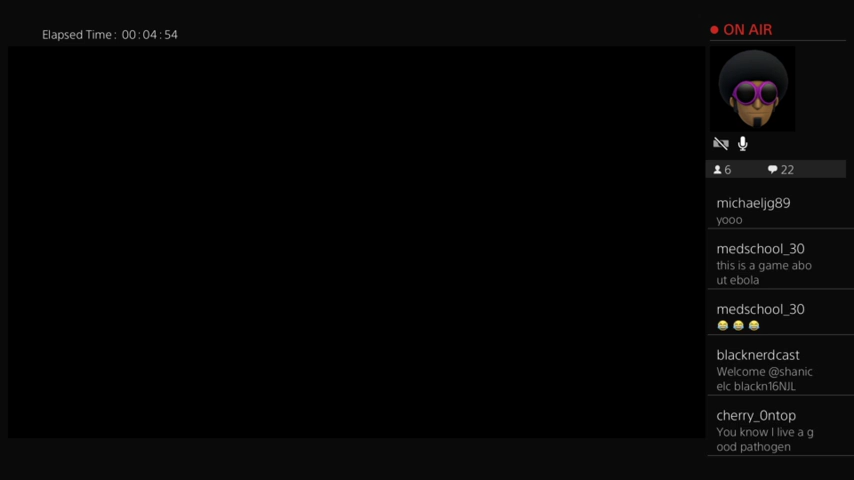 Elapsed Time: 00:04:54
ON AIR
6 22
michaeljg89
yooo
medschool_30
this is a game abo
ut ebola
medschool_30
😂 😂 😂
blacknerdcast
Welcome @shanic
elc blackn16NJL
cherry_0ntop
You know I live a g
ood pathogen